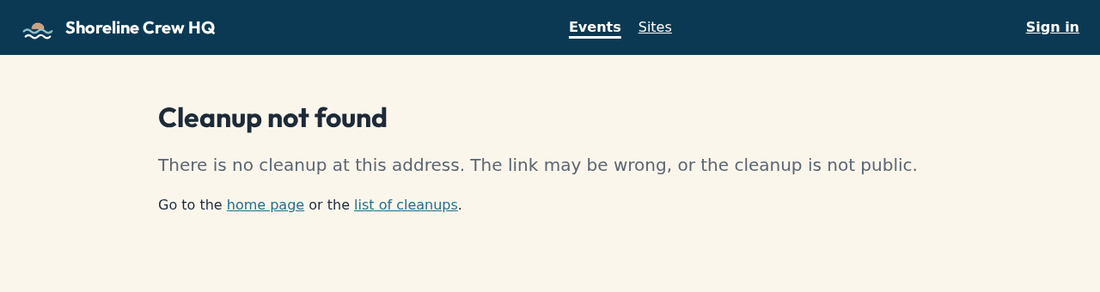 Shoreline Crew HQ
Events
Sites
Sign in
Cleanup not found
There is no cleanup at this address. The link may be wrong, or the cleanup is not public.
Go to the home page or the list of cleanups.